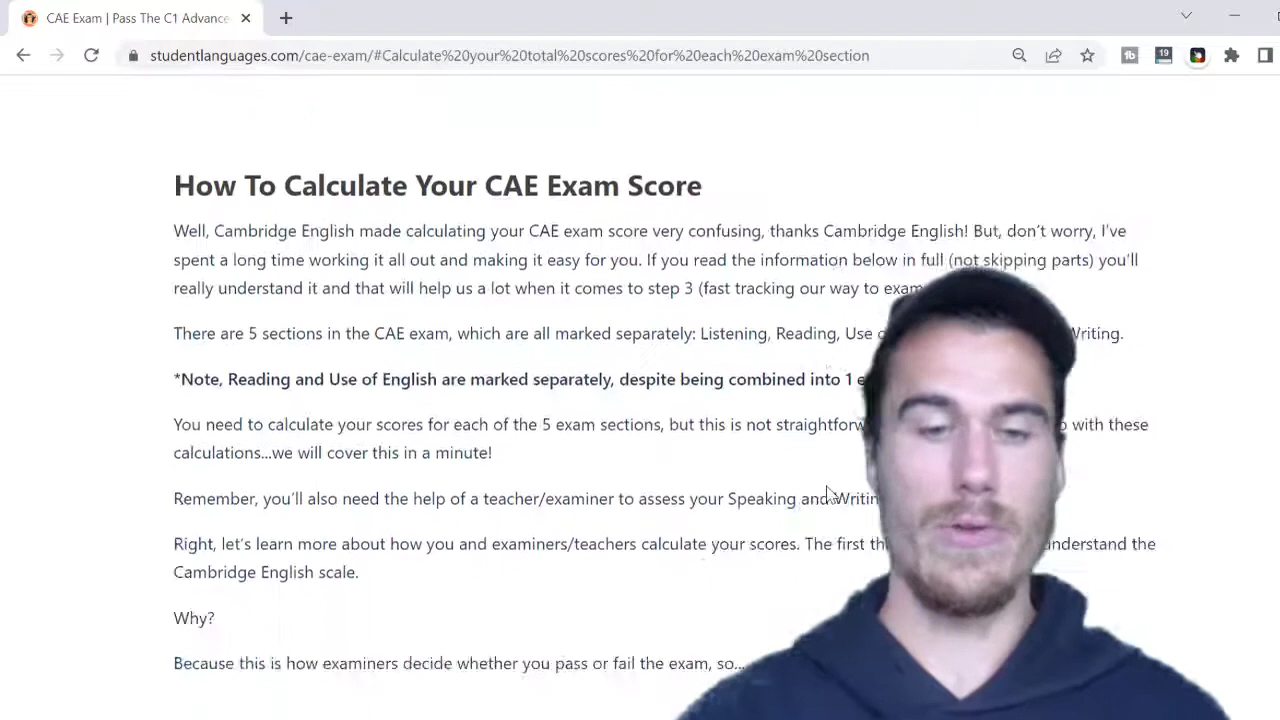 CAE Exam | Pass The C1 Advance
studentlanguages.com/cae-exam/#Calculate%20your%20total%20scores%20for%20each%20exam%20section
19
How To Calculate Your CAE Exam Score
Well, Cambridge English made calculating your CAE exam score very confusing, thanks Cambridge English! But, don’t worry, I’ve
spent a long time working it all out and making it easy for you. If you read the information below in full (not skipping parts) you’ll
really understand it and that will help us a lot when it comes to step 3 (fast tracking our way to exam
There are 5 sections in the CAE exam, which are all marked separately: Listening, Reading, Use Writing.
*Note, Reading and Use of English are marked separately, despite being combined into 1
You need to calculate your scores for each of the 5 exam sections, but this is not with these
calculations...we will cover this in a minute!
Remember, you’ll also need the help of a teacher/examiner to assess your Speaking and
Right, let’s learn more about how you and examiners/teachers calculate your scores. The first understand the
Cambridge English scale.
Why?
Because this is how examiners decide whether you pass or fail the exam, so...